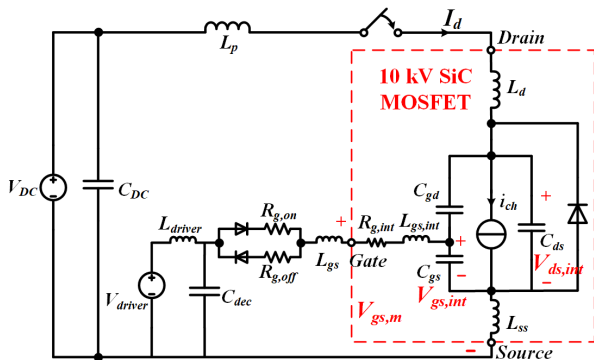 L_p
I_d
Drain
10 kV SiC
MOSFET
L_d
V_DC
+
-
C_DC
L_driver
R_g,on
R_g,off
L_gs
+
Gate
R_g,int
L_gs,int
C_gd
i_ch
+
C_ds
V_ds,int
-
+
C_gs
-
V_gs,int
V_driver
+
-
C_dec
V_gs,m
L_ss
-
Source